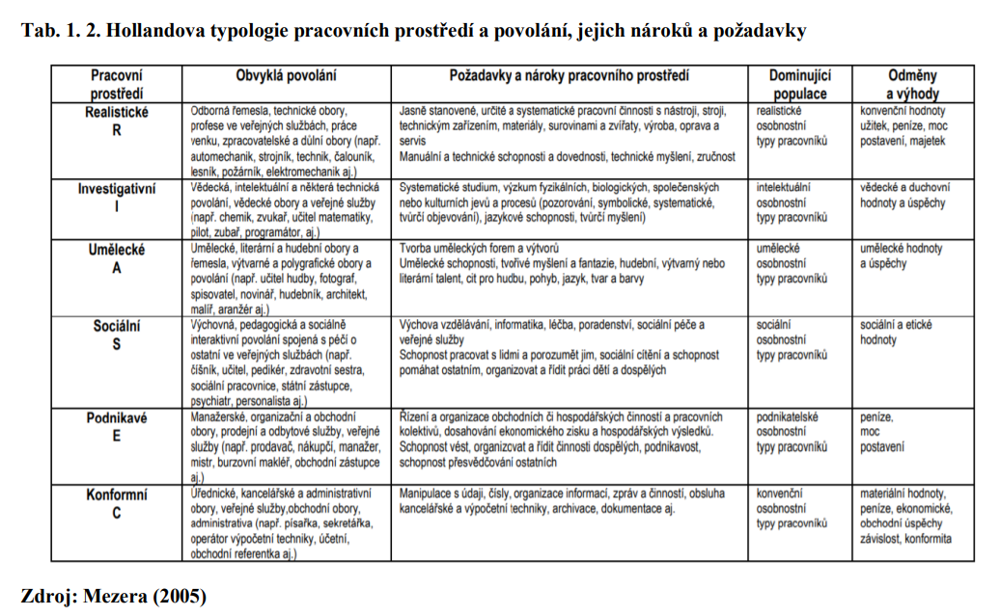 Tab. 1. 2. Hollandova typologie pracovních prostředí a povolání, jejich nároků a požadavky
Pracovní
prostředí
Obvyklá povolání
Požadavky a nároky pracovního prostředí
Dominující
populace
Odměny
a výhody
Realistické
R
Odborná řemesla, technické obory,
profese ve veřejných službách, práce
venku, zpracovatelské a důlní obory (např.
automechanik, strojník, technik, čalouník,
lesník, požárník, elektromechanik aj.)
Jasně stanovené, určité a systematické pracovní činnosti s nástroji, stroji,
technickým zařízením, materiály, surovinami a zvířaty, výroba, oprava a
servis
Manuální a technické schopnosti a dovednosti, technické myšlení, zručnost
realistické
osobnostní
typy pracovníků
konvenční hodnoty
užitek, peníze, moc
postavení, majetek
Investigativní
I
Vědecká, intelektuální a některá technická
povolání, vědecké obory a veřejné služby
(např. chemik, zvukař, učitel matematiky,
pilot, zubař, programátor, aj.)
Systematické studium, výzkum fyzikálních, biologických, společenských
nebo kulturních jevů a procesů (pozorování, symbolické, systematické,
tvůrčí objevování), jazykové schopnosti, tvůrčí myšlení)
intelektuální
osobnostní
typy pracovníků
vědecké a duchovní
hodnoty a úspěchy
Umělecké
A
Umělecké, literární a hudební obory a
řemesla, výtvarné a polygrafické obory a
povolání (např. učitel hudby, fotograf,
spisovatel, novinář, hudebník, architekt,
malíř, aranžér aj.)
Tvorba uměleckých forem a výtvorů
Umělecké schopnosti, tvořivé myšlení a fantazie, hudební, výtvarný nebo
literární talent, cit pro hudbu, pohyb, jazyk, tvar a barvy
umělecké
osobnostní
typy pracovníků
umělecké hodnoty
a úspěchy
Sociální
S
Výchovná, pedagogická a sociálně
interaktivní povolání spojená s péčí o
ostatní ve veřejných službách (např.
číšník, učitel, pedikér, zdravotní sestra,
sociální pracovnice, státní zástupce,
psychiatr, personalista aj.)
Výchova vzdělávání, informatika, léčba, poradenství, sociální péče a
veřejné služby
Schopnost pracovat s lidmi a porozumět jim, sociální cítění a schopnost
pomáhat ostatním, organizovat a řídit práci dětí a dospělých
sociální
osobnostní
typy pracovníků
sociální a etické
hodnoty
Podnikavé
E
Manažerské, organizační a obchodní
obory, prodejní a odbytové služby, veřejné
služby (např. prodavač, nákupčí, manažer,
mistr, burzovní makléř, obchodní zástupce
aj.)
Řízení a organizace obchodních či hospodářských činností a pracovních
kolektivů, dosahování ekonomického zisku a hospodářských výsledků.
Schopnost vést, organizovat a řídit činnosti dospělých, podnikavost,
schopnost přesvědčování ostatních
podnikatelské
osobnostní
typy pracovníků
peníze,
moc
postavení
Konformní
C
Úřednické, kancelářské a administrativní
obory, veřejné služby,obchodní obory,
administrativa (např. písařka, sekretářka,
operátor výpočetní techniky, účetní,
obchodní referentka aj.)
Manipulace s údaji, čísly, organizace informací, zpráv a činností, obsluha
kancelářské a výpočetní techniky, archivace, dokumentace aj.
konvenční
osobnostní
typy pracovníků
materiální hodnoty,
peníze, ekonomické,
obchodní úspěchy
závislost, konformita
Zdroj: Mezera (2005)